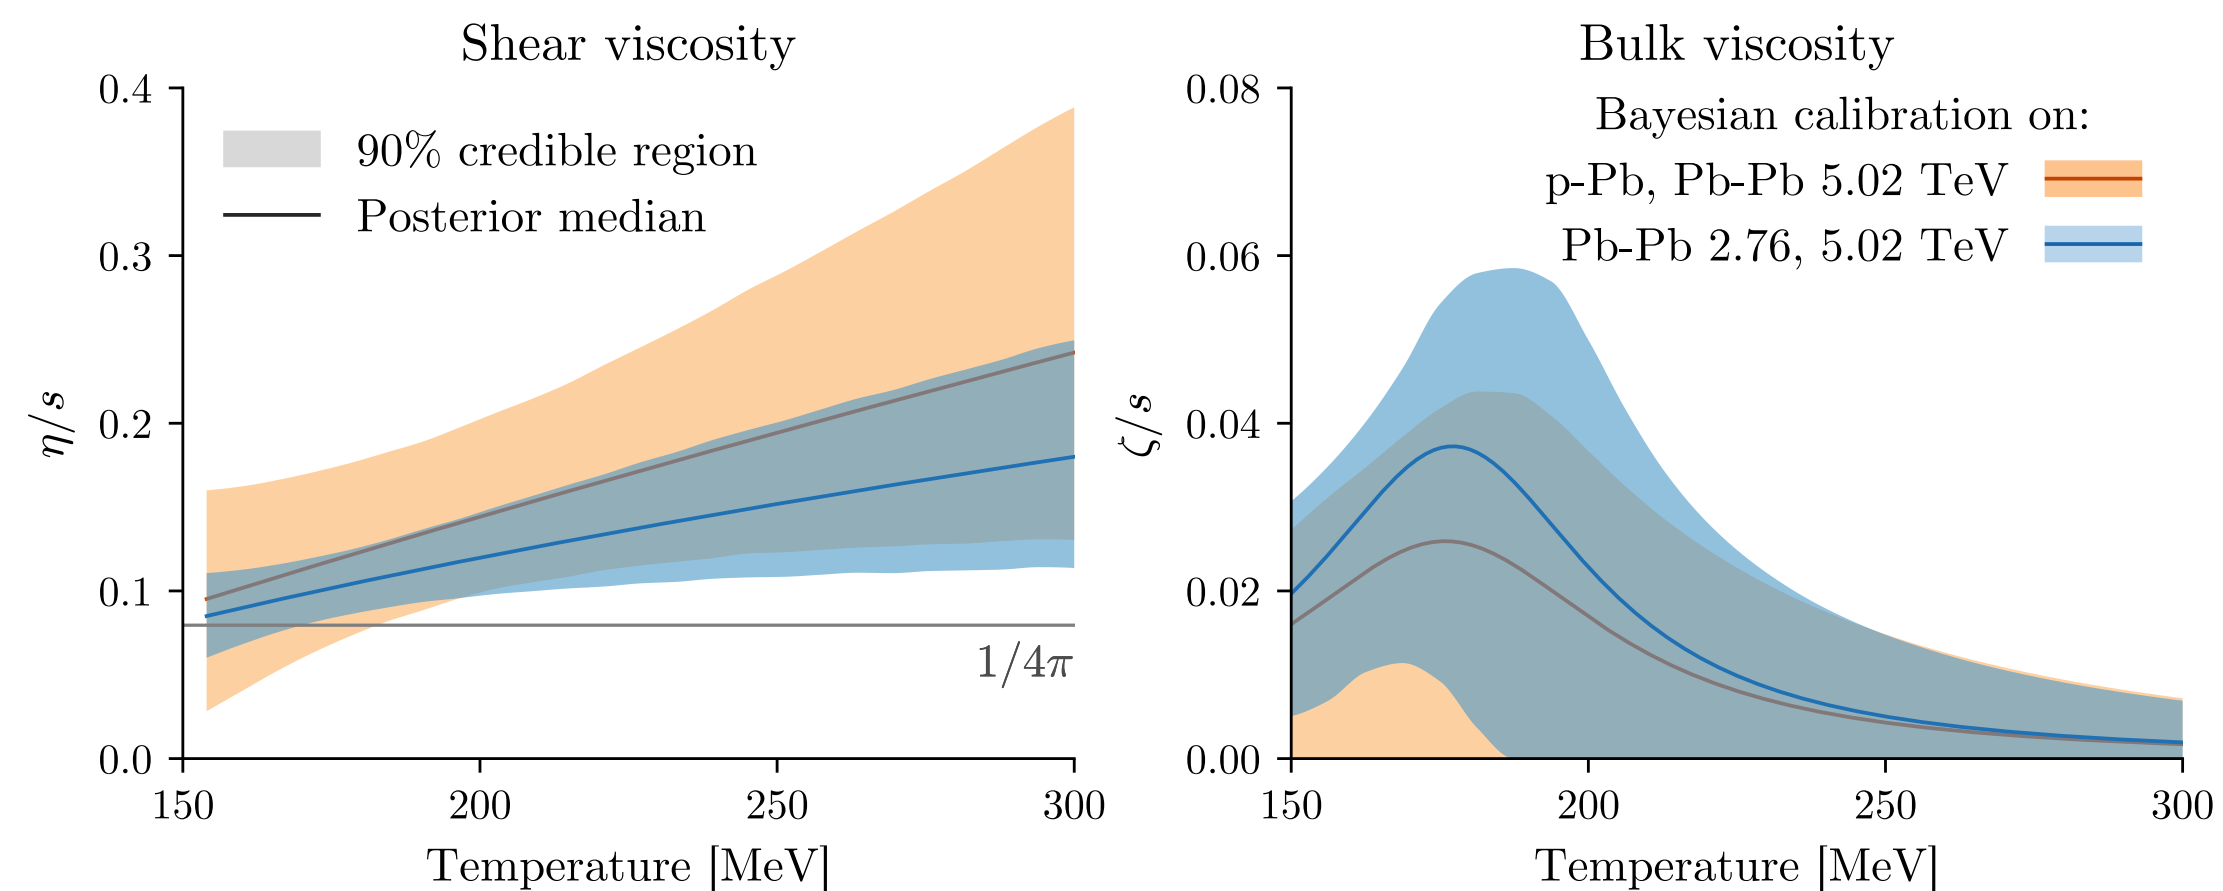 Shear viscosity
0.4
0.3
0.2
0.1
0.0
η/s
90% credible region
Posterior median
1/4π
150 200 250 300
Temperature [MeV]
Bulk viscosity
0.08
0.06
0.04
0.02
0.00
ζ/s
Bayesian calibration on:
p-Pb, Pb-Pb 5.02 TeV
Pb-Pb 2.76, 5.02 TeV
150 200 250 300
Temperature [MeV]